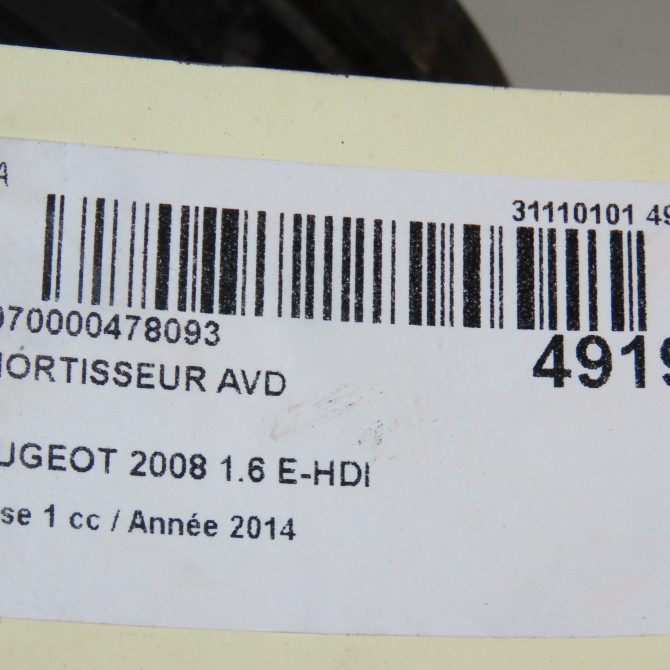 A
31110101 49
070000478093
MORTISSEUR AVD
4919
UGEOT 2008 1.6 E-HDI
se 1 cc / Année 2014